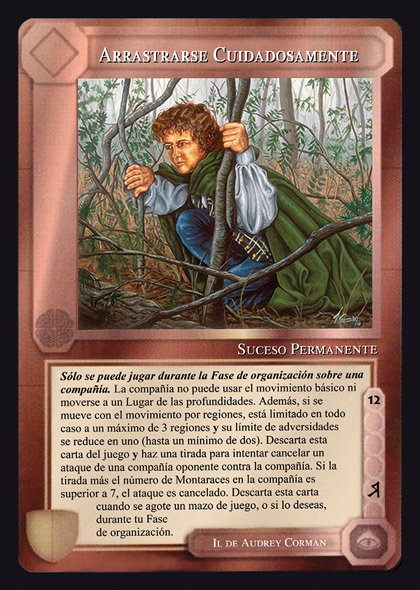 Arrastrarse Cuidadosamente
Suceso Permanente
Sólo se puede jugar durante la Fase de organización sobre una
compañía. La compañía no puede usar el movimiento básico ni
moverse a un Lugar de las profundidades. Además, si se
mueve con el movimiento por regiones, está limitado en todo
caso a un máximo de 3 regiones y su límite de adversidades
se reduce en uno (hasta un mínimo de dos). Descarta esta
carta del juego y haz una tirada para intentar cancelar un
ataque de una compañía oponente contra la compañía. Si la
tirada más el número de Montaraces en la compañía es
superior a 7, el ataque es cancelado. Descarta esta carta
cuando se agote un mazo de juego, o si lo deseas,
durante tu Fase
de organización.
12
Il de Audrey Corman